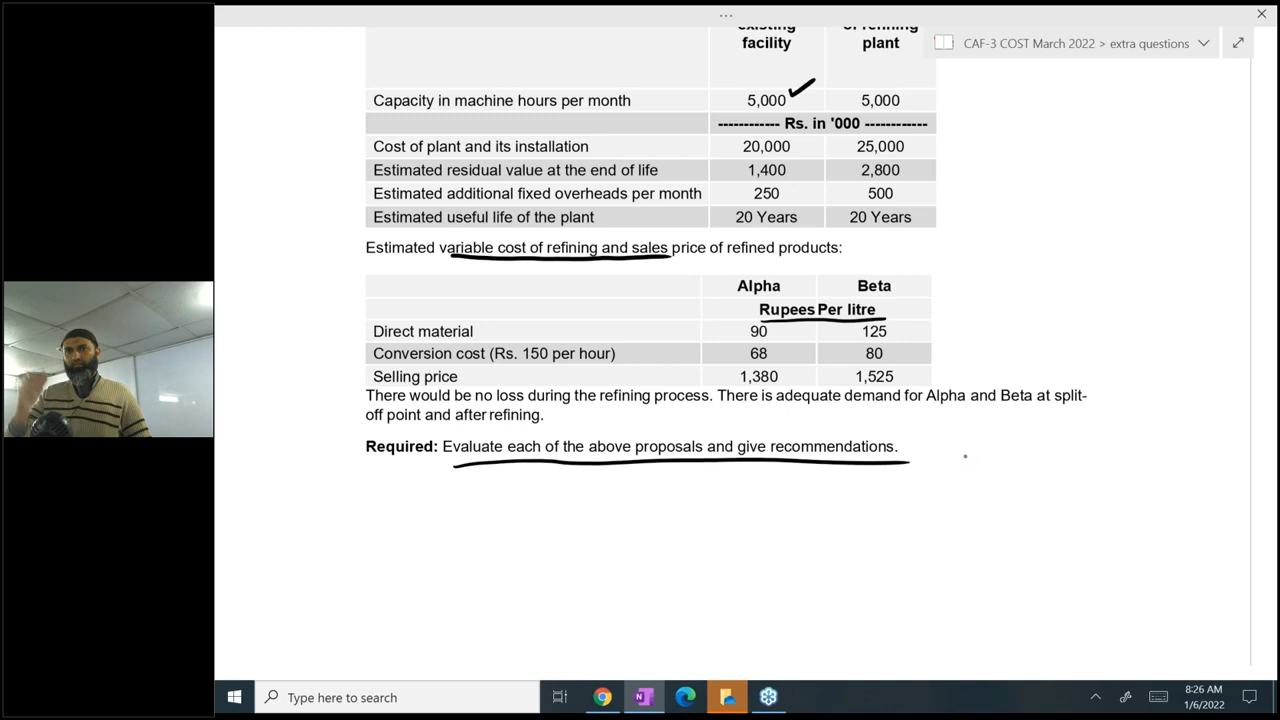 existing of refining
facility plant
CAF-3 COST March 2022 > extra questions
Capacity in machine hours per month 5,000 5,000
------------ Rs. in '000 ------------
Cost of plant and its installation 20,000 25,000
Estimated residual value at the end of life 1,400 2,800
Estimated additional fixed overheads per month 250 500
Estimated useful life of the plant 20 Years 20 Years
Estimated variable cost of refining and sales price of refined products:
Alpha Beta
Rupees Per litre
Direct material 90 125
Conversion cost (Rs. 150 per hour) 68 80
Selling price 1,380 1,525
There would be no loss during the refining process. There is adequate demand for Alpha and Beta at split-
off point and after refining.
Required: Evaluate each of the above proposals and give recommendations.
Type here to search
8:26 AM
1/6/2022